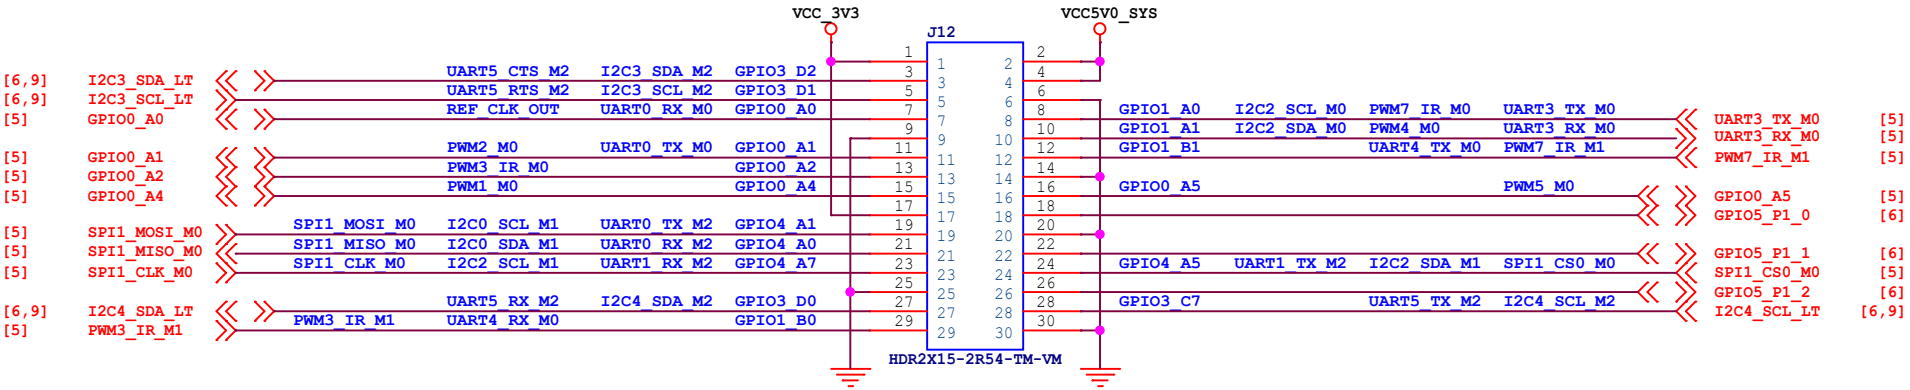 VCC_3V3 VCC5V0_SYS
J12
1 1 2 2
[6,9] I2C3_SDA_LT UART5_CTS_M2 I2C3_SDA_M2 GPIO3_D2 3 3 4 4
[6,9] I2C3_SCL_LT UART5_RTS_M2 I2C3_SCL_M2 GPIO3_D1 5 5 6 6
[5] GPIO0_A0 REF_CLK_OUT UART0_RX_M0 GPIO0_A0 7 7 8 8 GPIO1_A0 I2C2_SCL_M0 PWM7_IR_M0 UART3_TX_M0 UART3_TX_M0 [5]
9 9 10 10 GPIO1_A1 I2C2_SDA_M0 PWM4_M0 UART3_RX_M0 UART3_RX_M0 [5]
[5] GPIO0_A1 PWM2_M0 UART0_TX_M0 GPIO0_A1 11 11 12 12 GPIO1_B1 UART4_TX_M0 PWM7_IR_M1 PWM7_IR_M1 [5]
[5] GPIO0_A2 PWM3_IR_M0 GPIO0_A2 13 13 14 14
[5] GPIO0_A4 PWM1_M0 GPIO0_A4 15 15 16 16 GPIO0_A5 PWM5_M0 GPIO0_A5 [5]
17 17 18 18 GPIO5_P1_0 [6]
[5] SPI1_MOSI_M0 SPI1_MOSI_M0 I2C0_SCL_M1 UART0_TX_M2 GPIO4_A1 19 19 20 20
[5] SPI1_MISO_M0 SPI1_MISO_M0 I2C0_SDA_M1 UART0_RX_M2 GPIO4_A0 21 21 22 22 GPIO5_P1_1 [6]
[5] SPI1_CLK_M0 SPI1_CLK_M0 I2C2_SCL_M1 UART1_RX_M2 GPIO4_A7 23 23 24 24 GPIO4_A5 UART1_TX_M2 I2C2_SDA_M1 SPI1_CS0_M0 SPI1_CS0_M0 [5]
25 25 26 26 GPIO5_P1_2 [6]
[6,9] I2C4_SDA_LT UART5_RX_M2 I2C4_SDA_M2 GPIO3_D0 27 27 28 28 GPIO3_C7 UART5_TX_M2 I2C4_SCL_M2 I2C4_SCL_LT [6,9]
[5] PWM3_IR_M1 PWM3_IR_M1 UART4_RX_M0 GPIO1_B0 29 29 30 30
HDR2X15-2R54-TM-VM